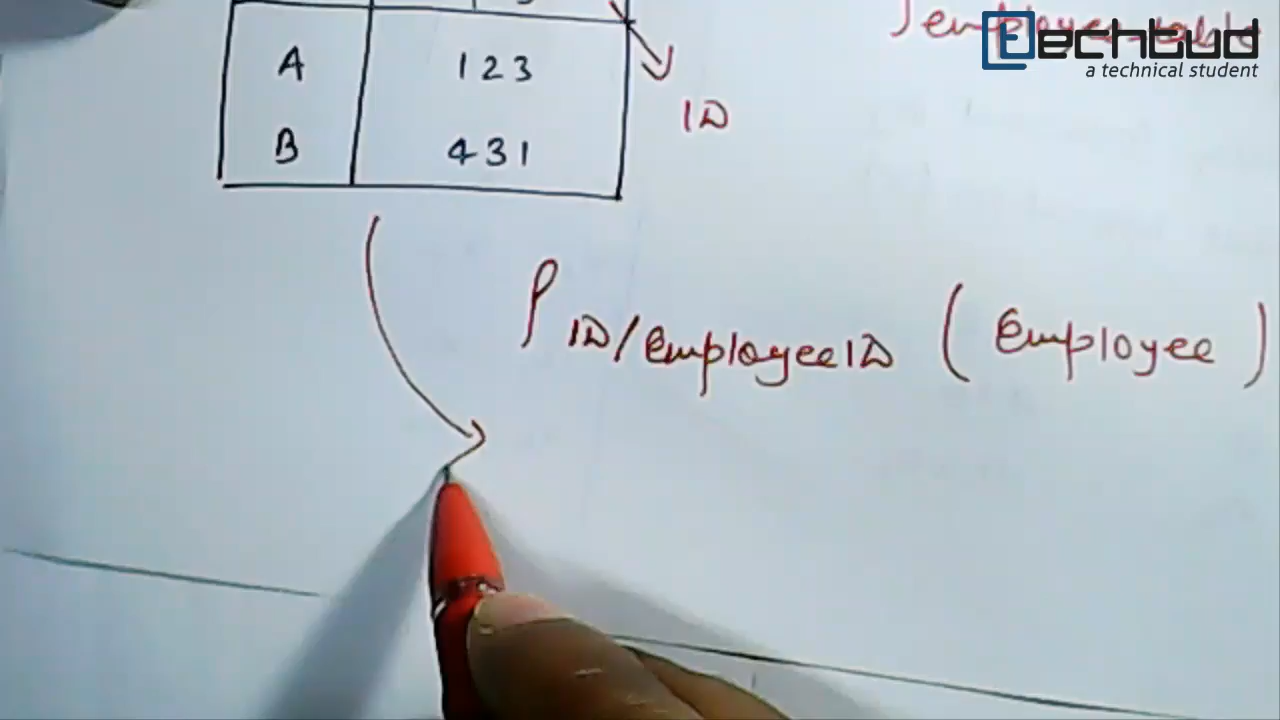 A 123
B 431
ID
techtud
a technical student
ρ ID/EmployeeID ( Employee )